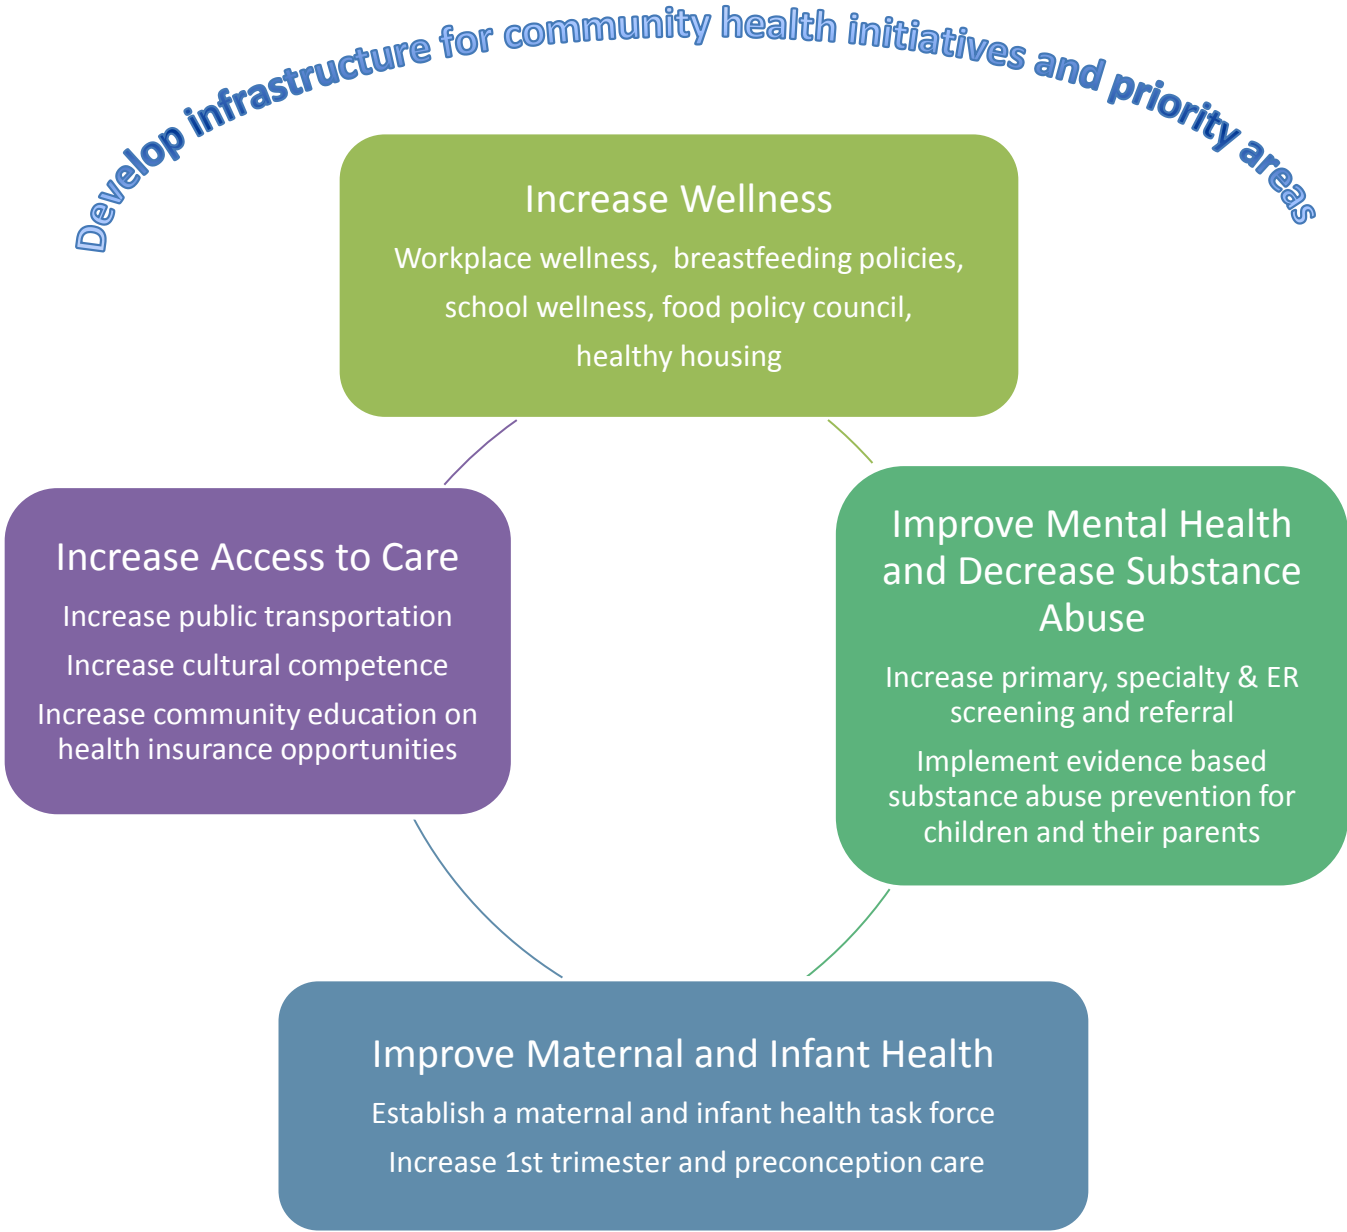 Develop infrastructure for community health initiatives and priority areas
Increase Wellness
Workplace wellness,  breastfeeding policies,
school wellness, food policy council,
healthy housing
Increase Access to Care
Increase public transportation
Increase cultural competence
Increase community education on
health insurance opportunities
Improve Mental Health
and Decrease Substance
Abuse
Increase primary, specialty & ER
screening and referral
Implement evidence based
substance abuse prevention for
children and their parents
Improve Maternal and Infant Health
Establish a maternal and infant health task force
Increase 1st trimester and preconception care